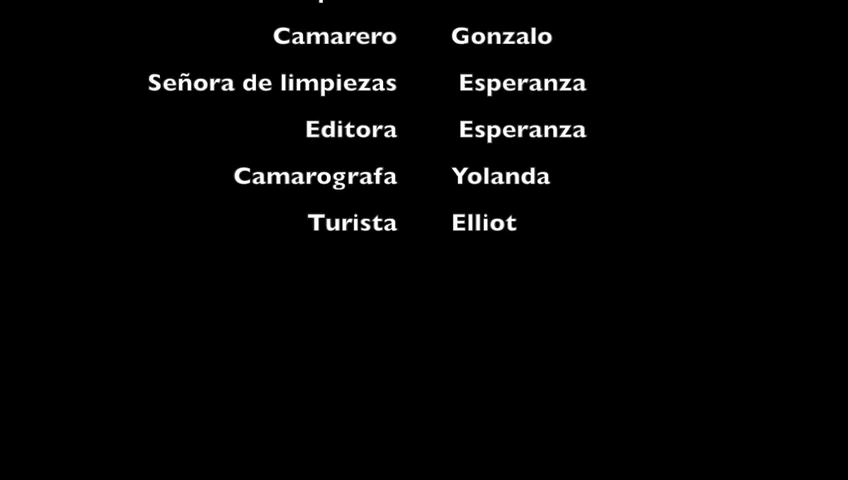 Camarero Gonzalo
Señora de limpiezas Esperanza
Editora Esperanza
Camarografa Yolanda
Turista Elliot